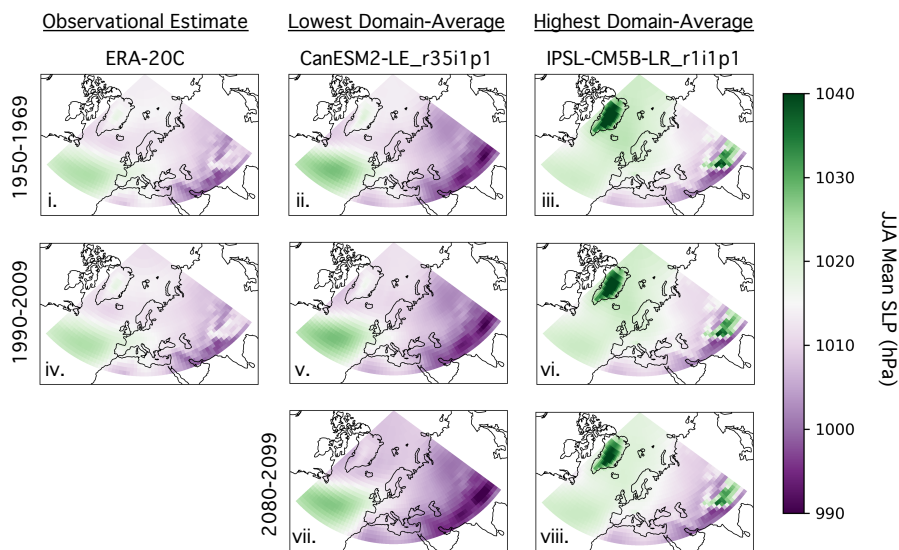 Observational Estimate
Lowest Domain-Average
Highest Domain-Average
ERA-20C
CanESM2-LE_r35i1p1
IPSL-CM5B-LR_r1i1p1
1950-1969
i.
ii.
iii.
1990-2009
iv.
v.
vi.
2080-2099
vii.
viii.
1040
1030
1020
1010
1000
990
JJA Mean SLP (hPa)